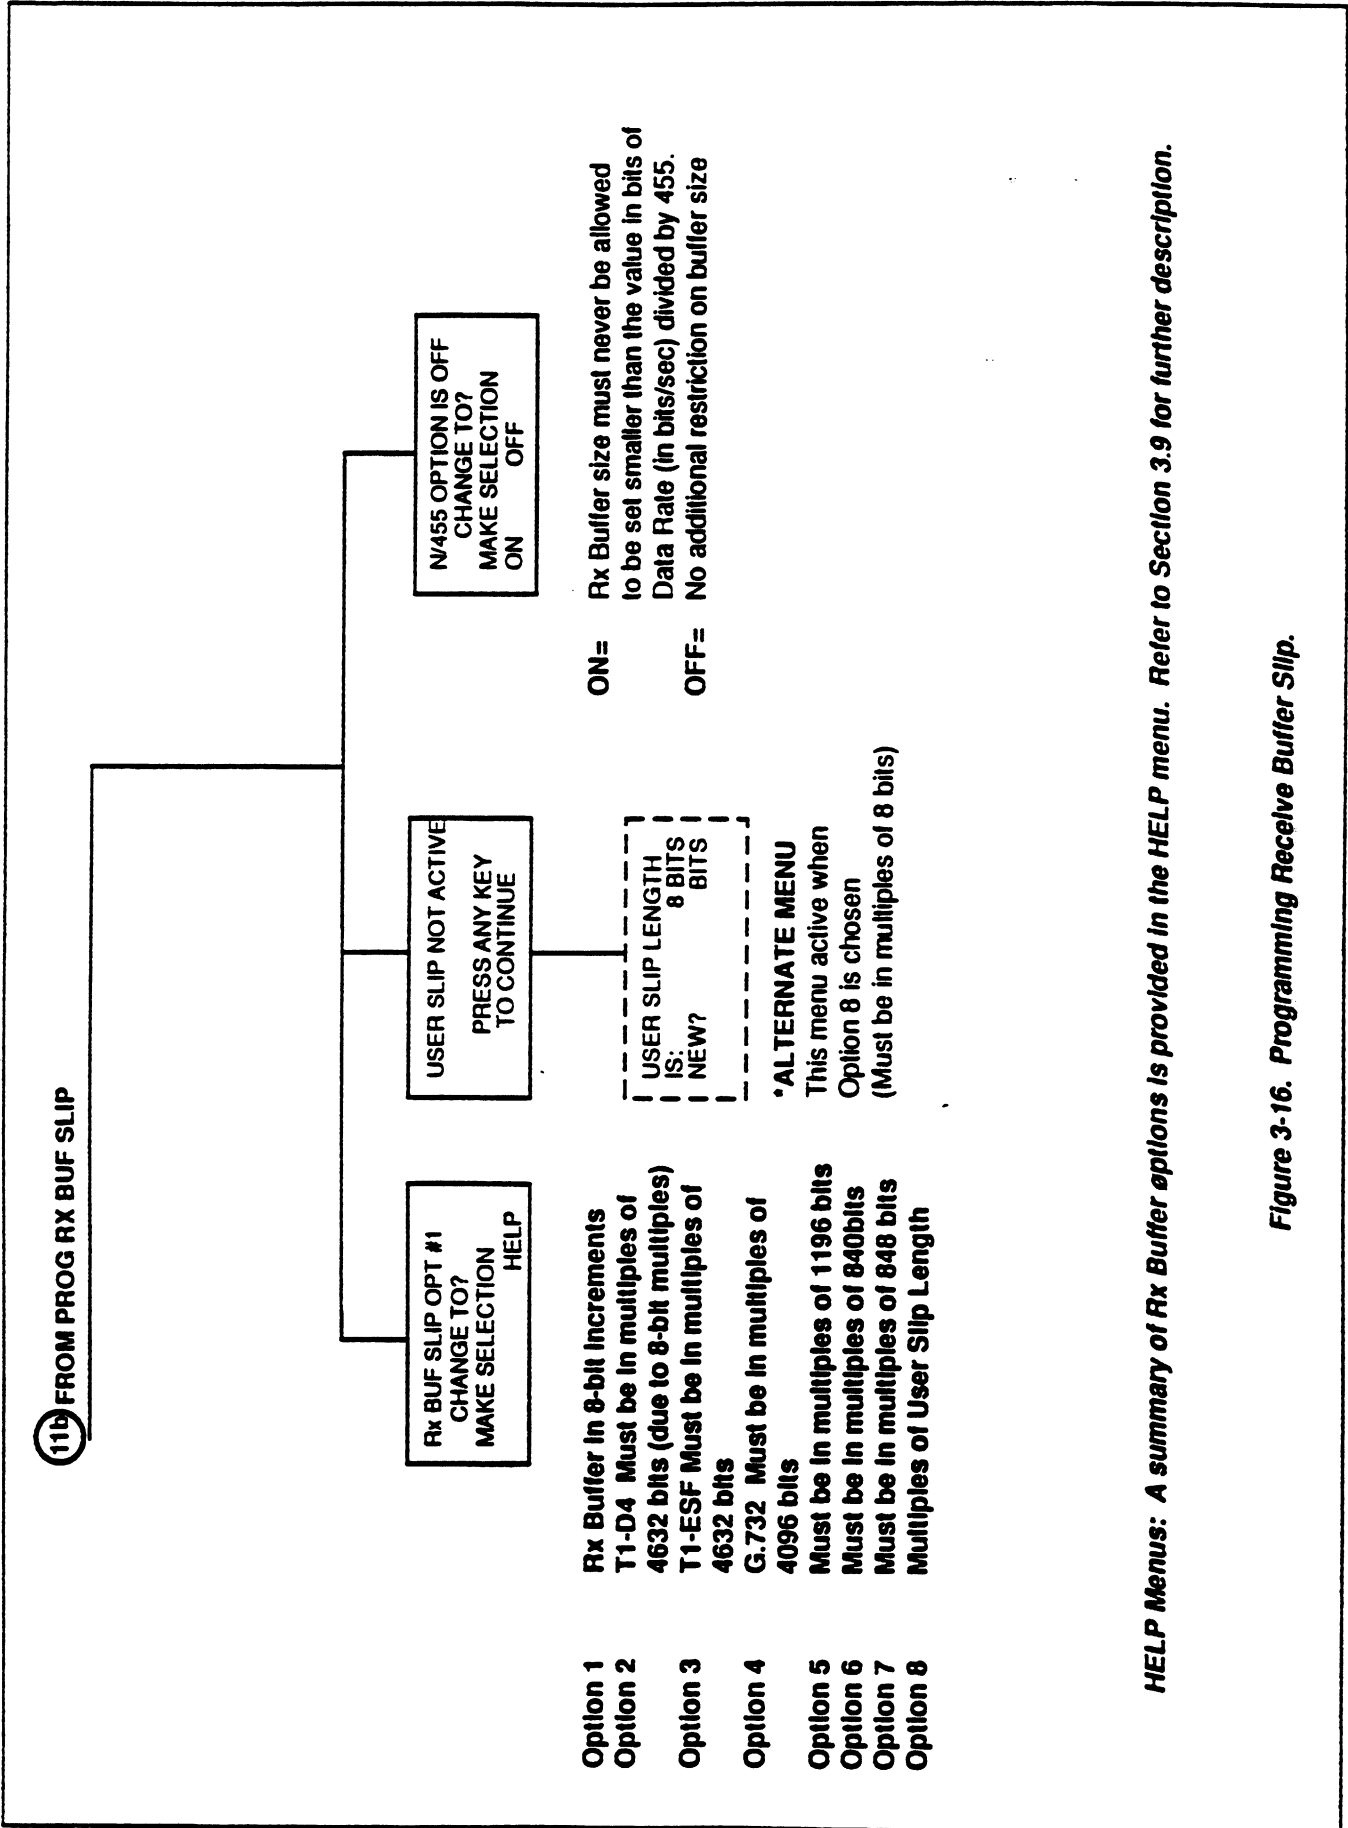 11b FROM PROG RX BUF SLIP
Rx BUF SLIP OPT #1
CHANGE TO?
MAKE SELECTION
HELP
USER SLIP NOT ACTIVE
PRESS ANY KEY
TO CONTINUE
N/455 OPTION IS OFF
CHANGE TO?
MAKE SELECTION
ON OFF
USER SLIP LENGTH
IS: 8 BITS
NEW? BITS
*ALTERNATE MENU
This menu active when
Option 8 is chosen
(Must be in multiples of 8 bits)
ON= Rx Buffer size must never be allowed
to be set smaller than the value in bits of
Data Rate (in bits/sec) divided by 455.
OFF= No additional restriction on buffer size
Option 1 Rx Buffer in 8-bit Increments
Option 2 T1-D4 Must be in multiples of
4632 bits (due to 8-bit multiples)
Option 3 T1-ESF Must be in multiples of
4632 bits
Option 4 G.732 Must be in multiples of
4096 bits
Option 5 Must be in multiples of 1196 bits
Option 6 Must be in multiples of 840bits
Option 7 Must be in multiples of 848 bits
Option 8 Multiples of User Slip Length
HELP Menus: A summary of Rx Buffer options is provided in the HELP menu. Refer to Section 3.9 for further description.
Figure 3-16. Programming Receive Buffer Slip.